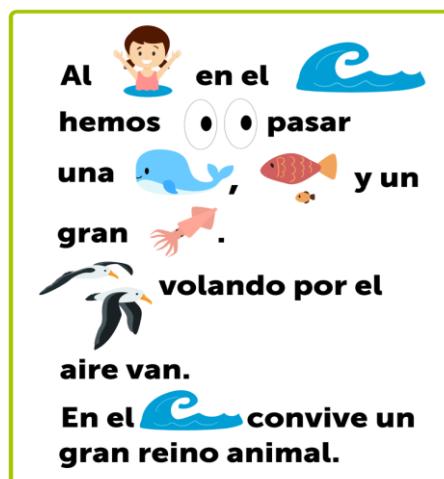 Al en el
hemos pasar
una , y un
gran .
volando por el
aire van.
En el convive un
gran reino animal.